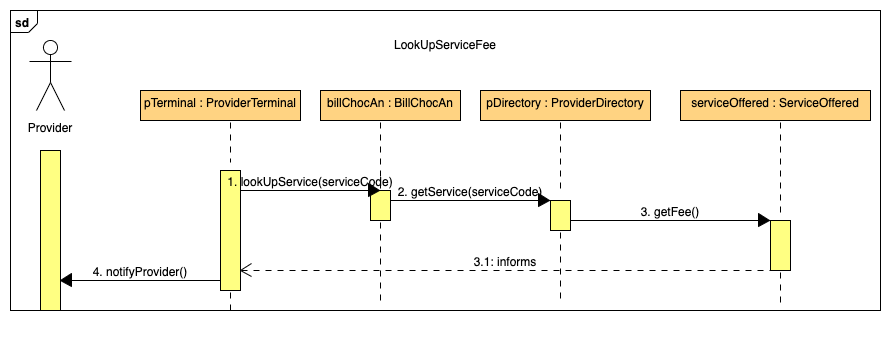 sd
LookUpServiceFee
Provider
pTerminal : ProviderTerminal
billChocAn : BillChocAn
pDirectory : ProviderDirectory
serviceOffered : ServiceOffered
1. lookUpService(serviceCode)
2. getService(serviceCode)
3. getFee()
3.1: informs
4. notifyProvider()